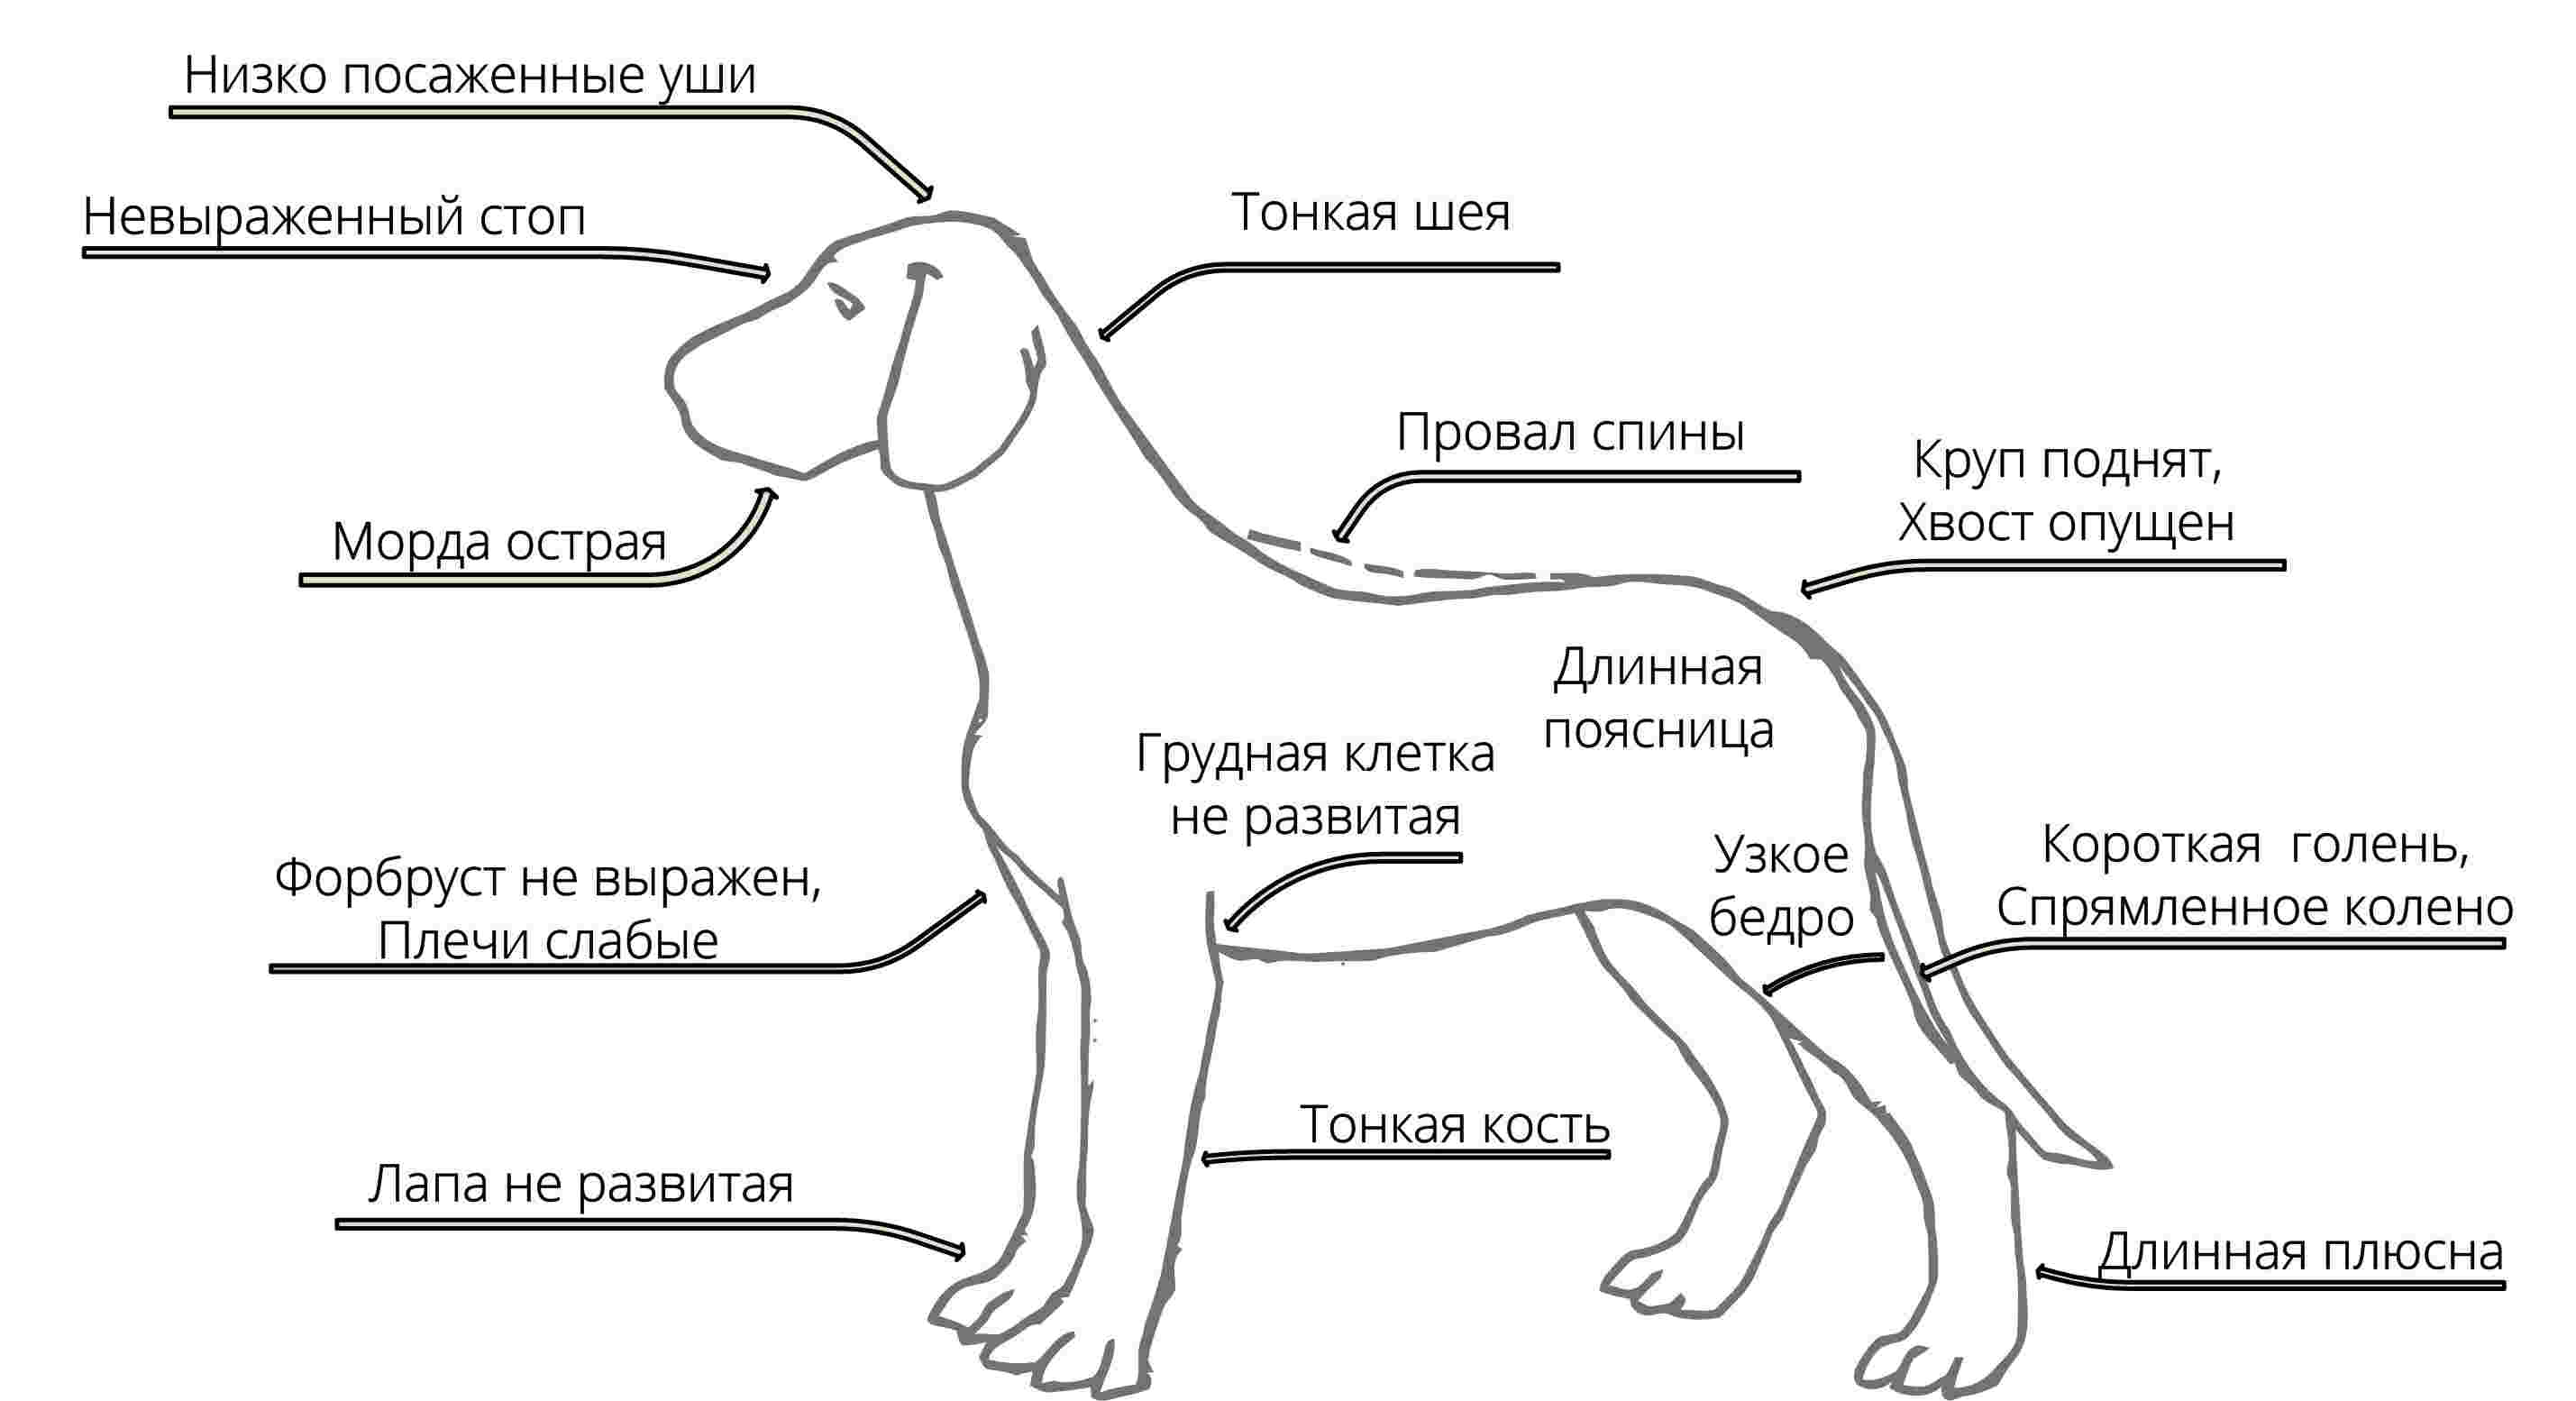 Низко посаженные уши
Невыраженный стоп
Тонкая шея
Провал спины
Круп поднят,
Хвост опущен
Морда острая
Длинная
поясница
Грудная клетка
не развитая
Узкое
бедро
Короткая голень,
Спрямленное колено
Форбруст не выражен,
Плечи слабые
Тонкая кость
Лапа не развитая
Длинная плюсна